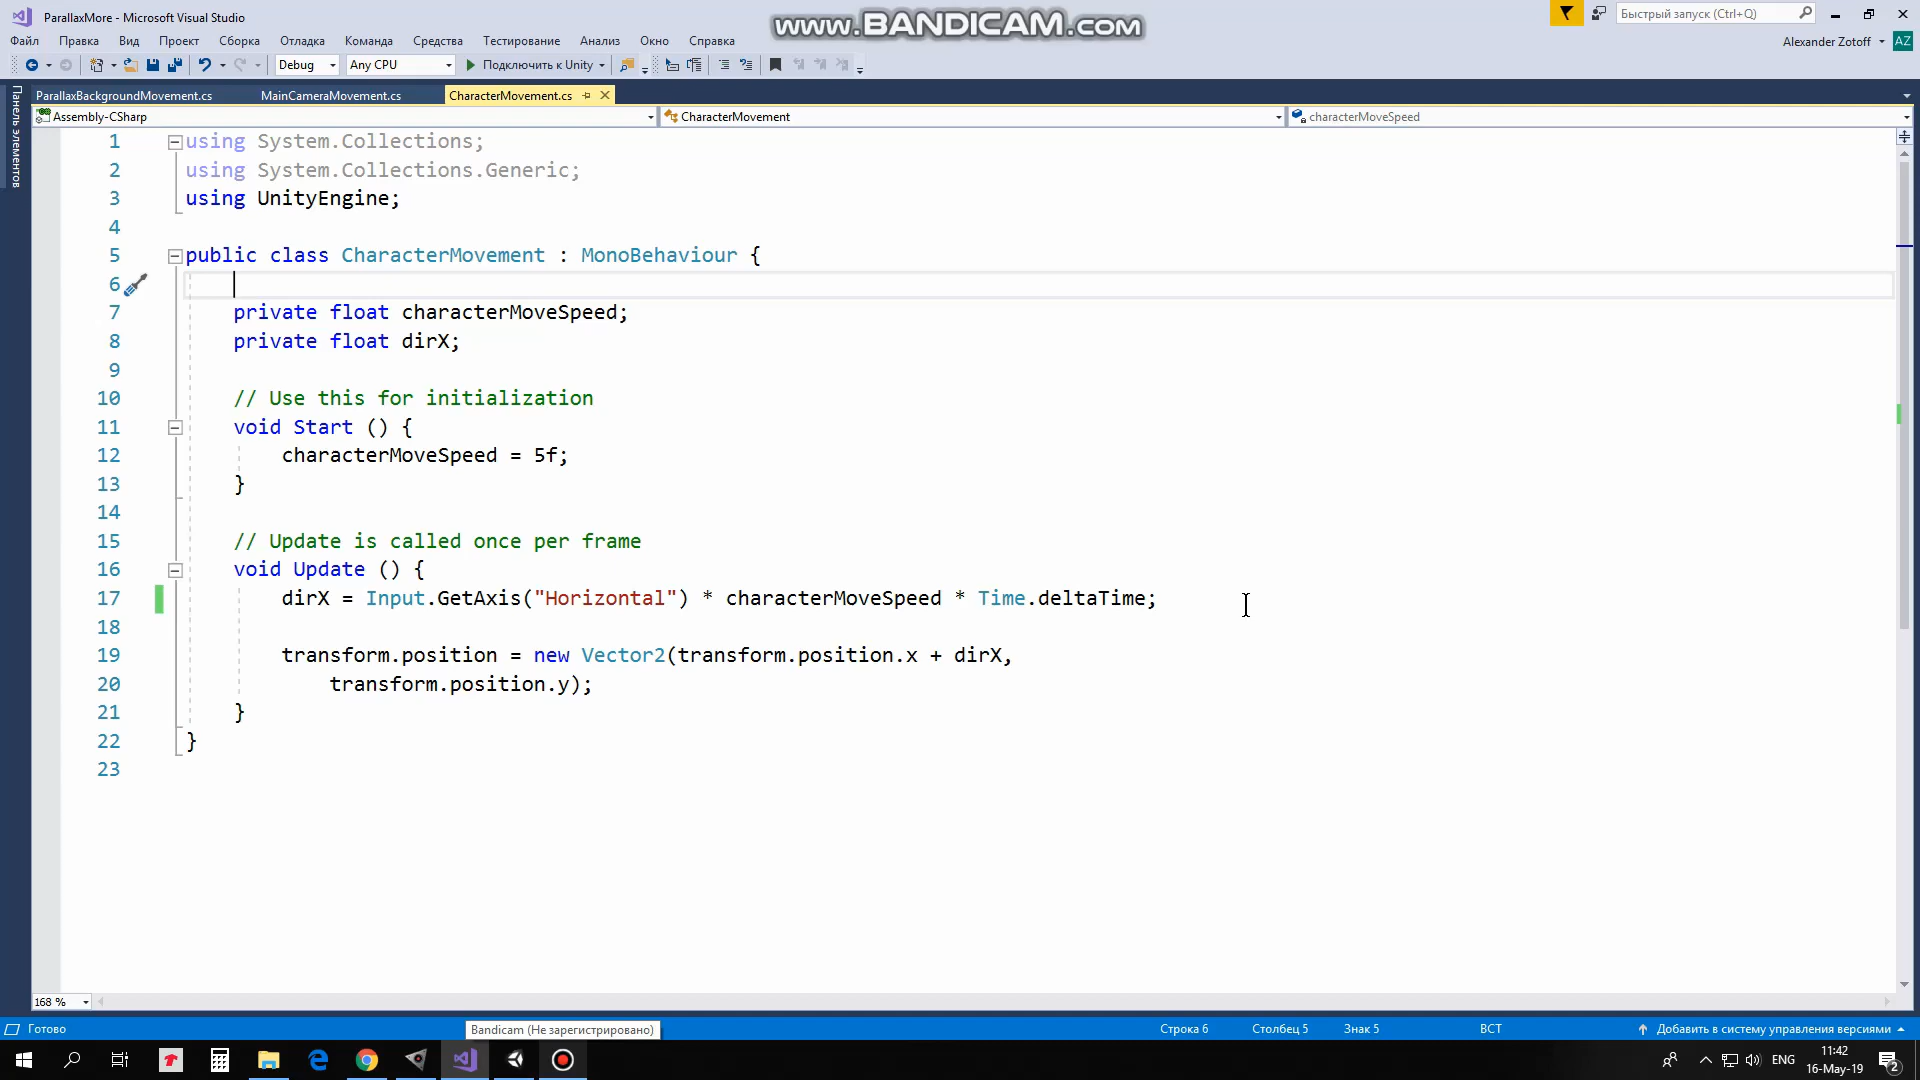 ParallaxMore - Microsoft Visual Studio
www.BANDICAM.com
Быстрый запуск (Ctrl+Q)
Файл Правка Вид Проект Сборка Отладка Команда Средства Тестирование Анализ Окно Справка
Alexander Zotoff AZ
Debug Any CPU Подключить к Unity
Панель элементов
ParallaxBackgroundMovement.cs MainCameraMovement.cs CharacterMovement.cs
Assembly-CSharp CharacterMovement characterMoveSpeed
1 using System.Collections;
2 using System.Collections.Generic;
3 using UnityEngine;
4
5 public class CharacterMovement : MonoBehaviour {
6
7 private float characterMoveSpeed;
8 private float dirX;
9
10 // Use this for initialization
11 void Start () {
12 characterMoveSpeed = 5f;
13 }
14
15 // Update is called once per frame
16 void Update () {
17 dirX = Input.GetAxis("Horizontal") * characterMoveSpeed * Time.deltaTime;
18
19 transform.position = new Vector2(transform.position.x + dirX,
20 transform.position.y);
21 }
22 }
23
168 %
Готово Bandicam (Не зарегистрировано) Строка 6 Столбец 5 Знак 5 ВСТ Добавить в систему управления версиями
ENG 11:42
16-May-19 2